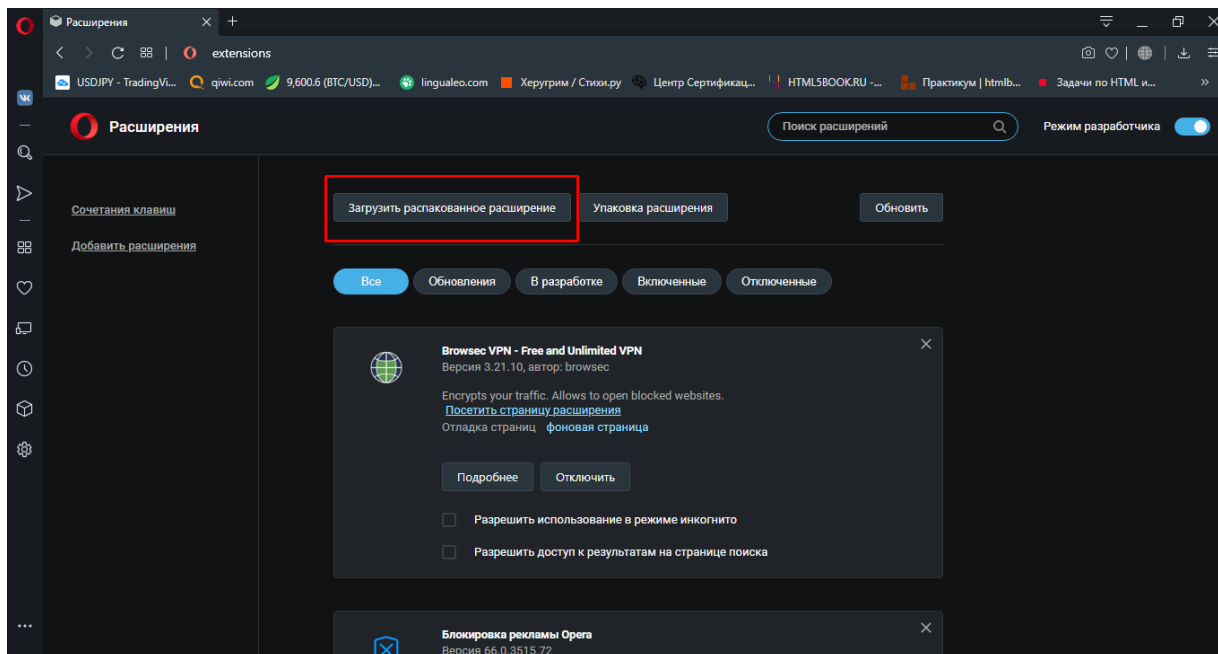 Расширения
extensions
USDJPY - TradingVi...
qiwi.com
9,600.6 (BTC/USD)...
lingualeo.com
Херугрим / Стихи.ру
Центр Сертификац...
HTML5BOOK.RU -...
Практикум | htmlb...
Задачи по HTML и...
Расширения
Поиск расширений
Режим разработчика
Сочетания клавиш
Добавить расширения
Загрузить распакованное расширение
Упаковка расширения
Обновить
Все
Обновления
В разработке
Включенные
Отключенные
Browsec VPN - Free and Unlimited VPN
Версия 3.21.10, автор: browsec
Encrypts your traffic. Allows to open blocked websites.
Посетить страницу расширения
Отладка страниц фоновая страница
Подробнее
Отключить
Разрешить использование в режиме инкогнито
Разрешить доступ к результатам на странице поиска
Блокировка рекламы Opera
Версия 66.0.3515.72